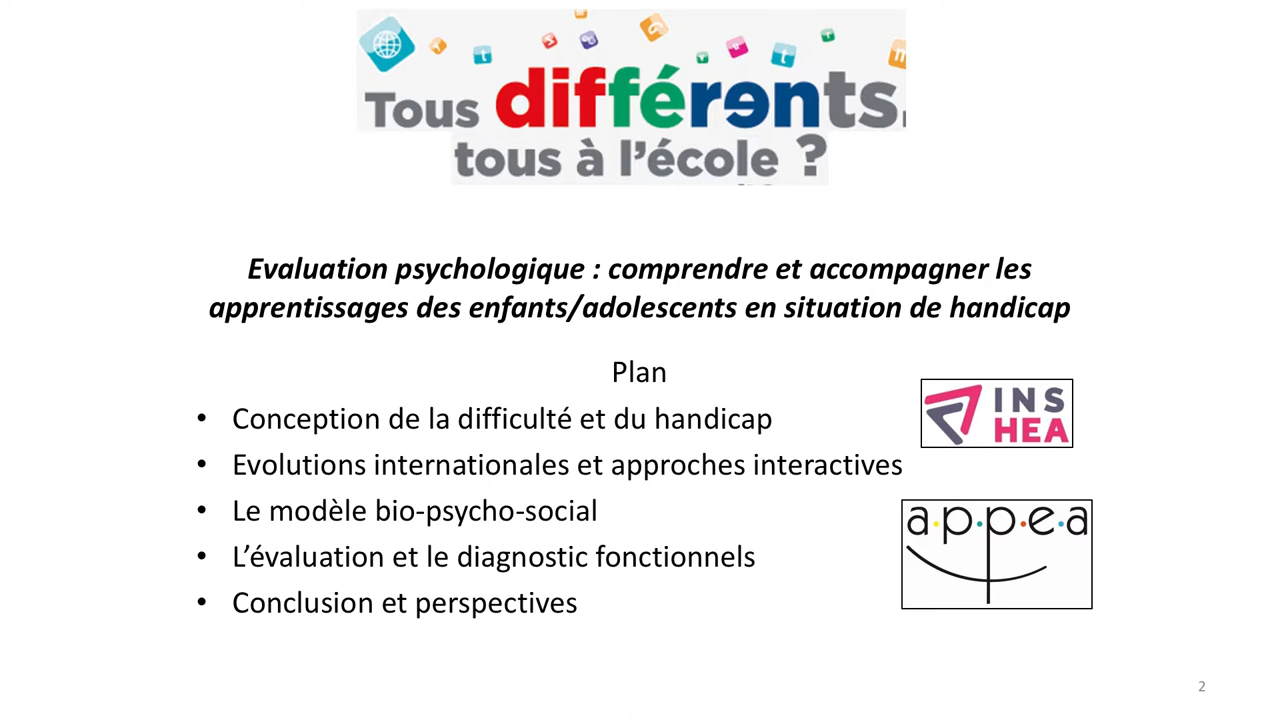 Tous différents,
tous à l'école ?
Evaluation psychologique : comprendre et accompagner les
apprentissages des enfants/adolescents en situation de handicap
Plan
• Conception de la difficulté et du handicap
• Evolutions internationales et approches interactives
• Le modèle bio-psycho-social
• L'évaluation et le diagnostic fonctionnels
• Conclusion et perspectives
INS
HEA
a·p·p·e·a
2